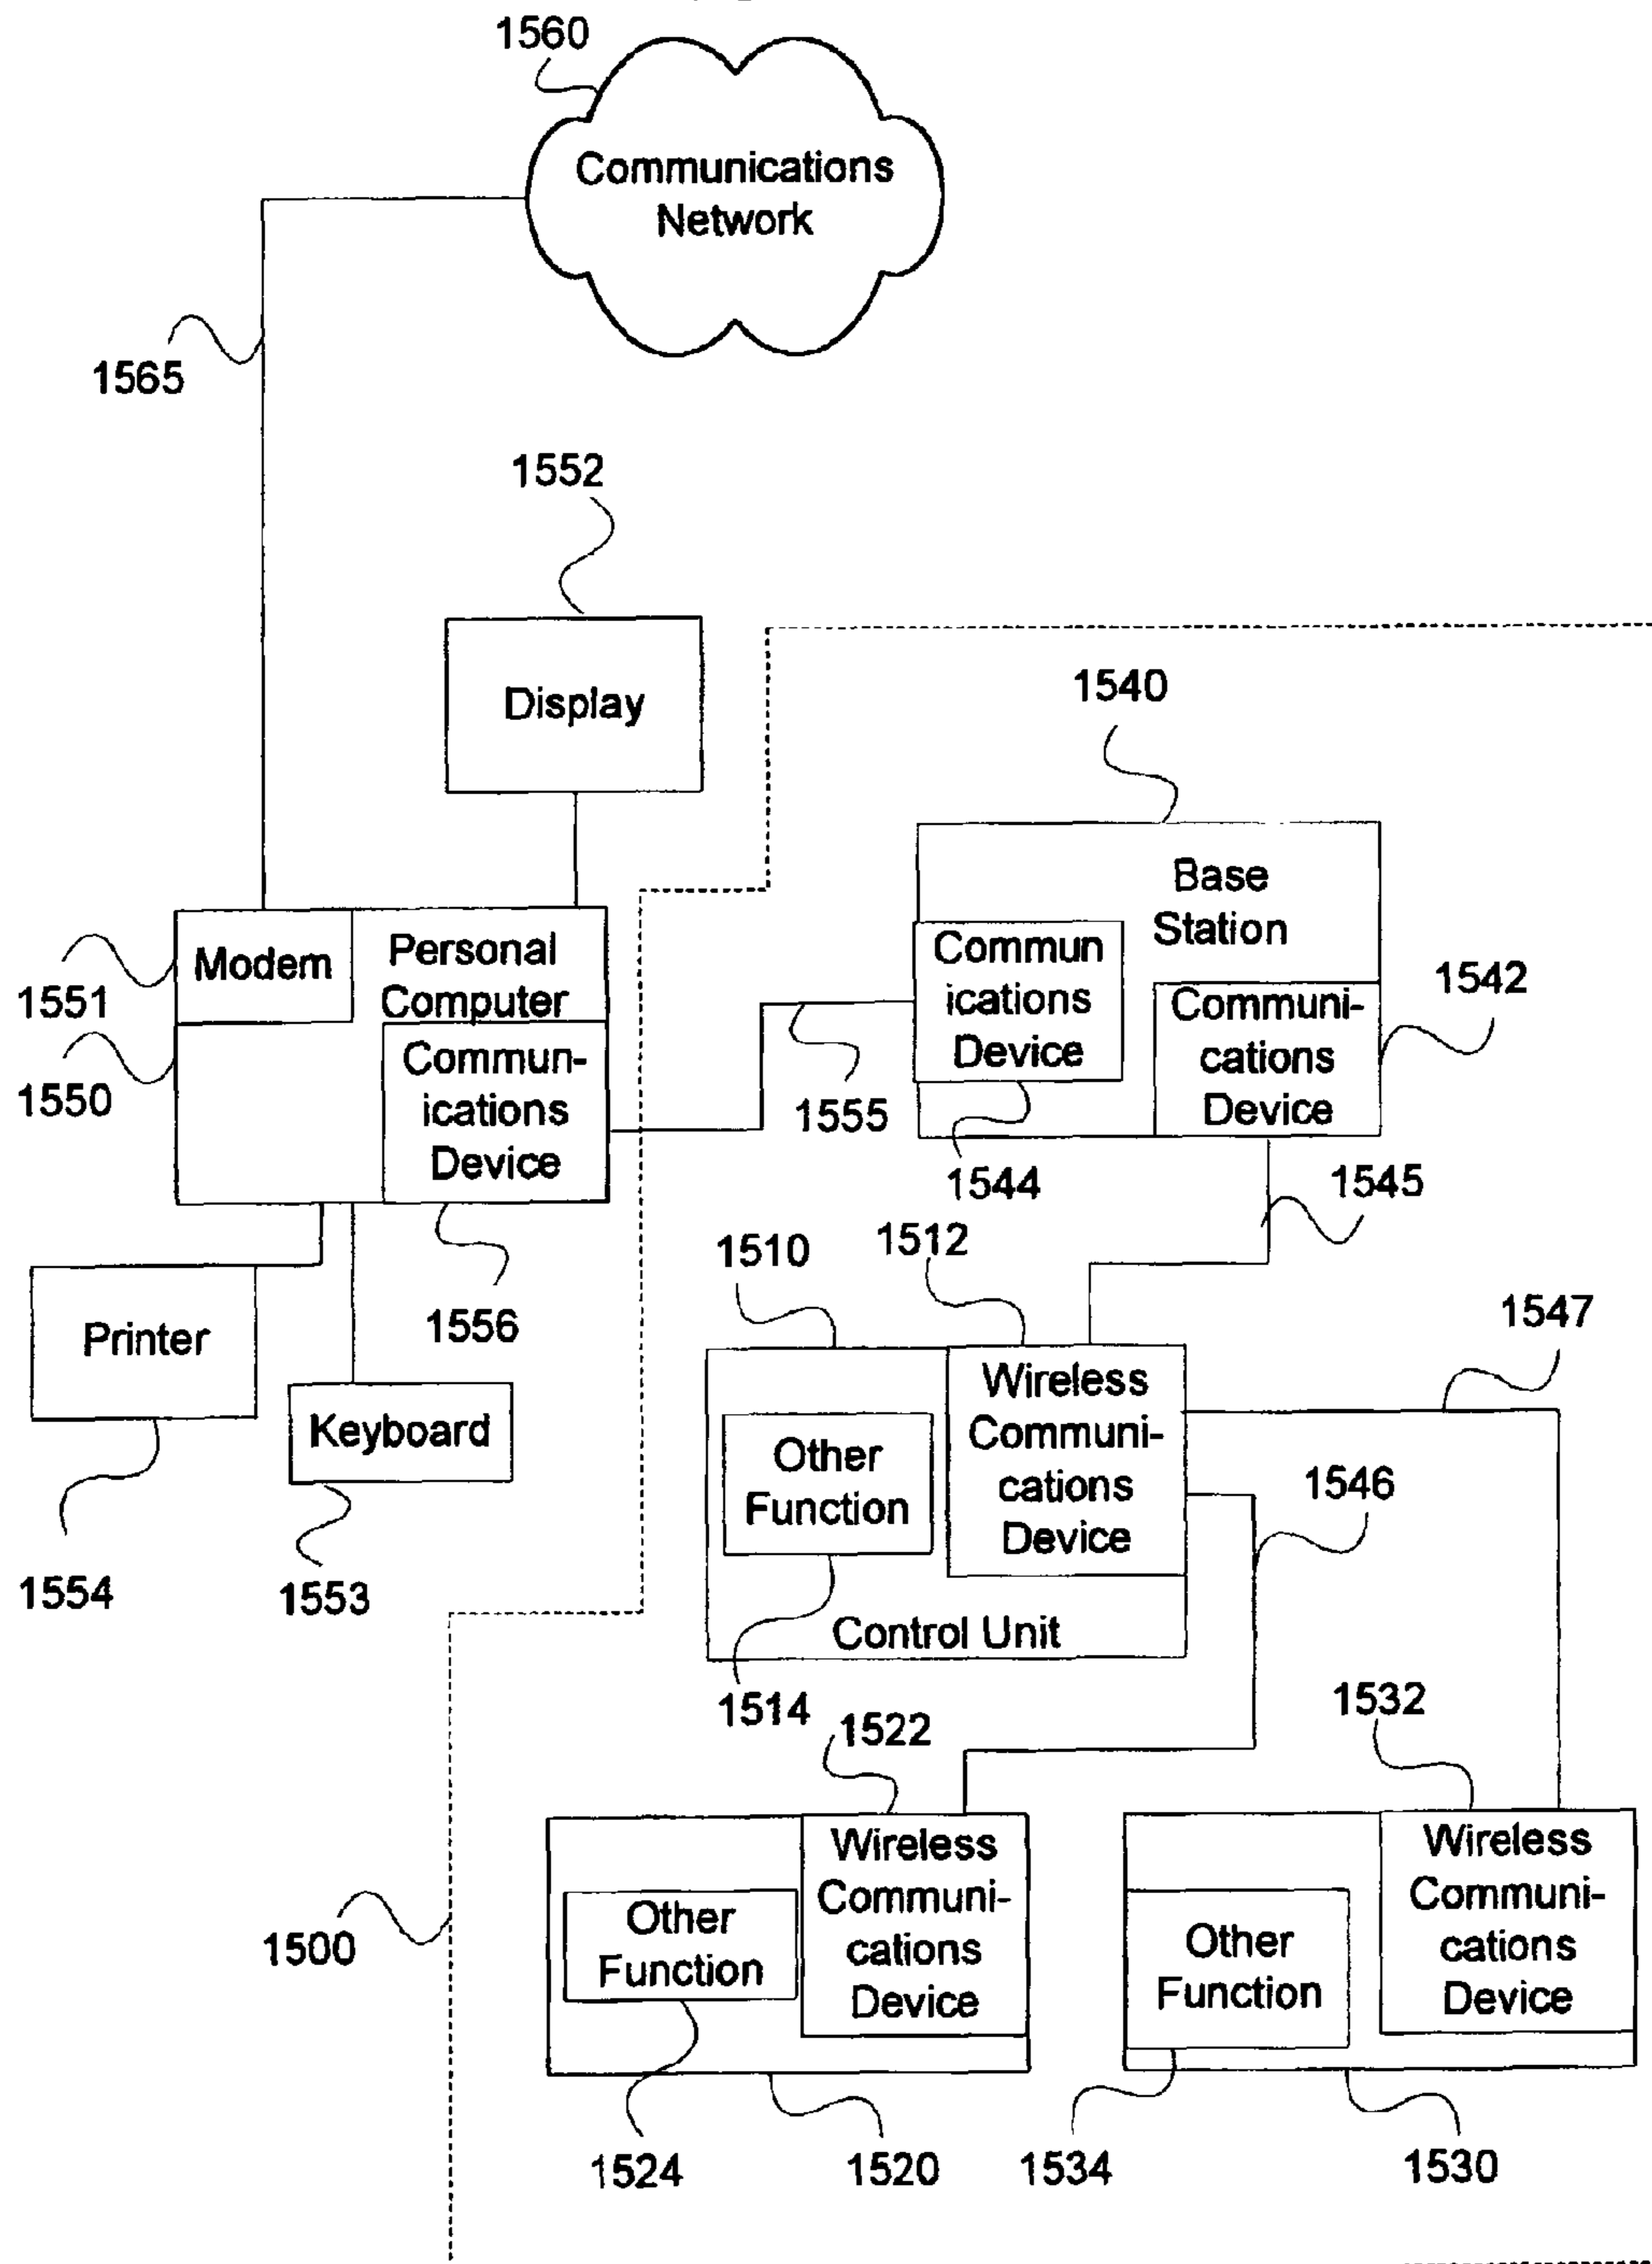 1560
Communications
Network
1565
1552
Display
1540
Base
Station
Modem
Personal
Computer
1551
1550
Commun-
ications
Device
Commun
ications
Device
Communi-
cations
Device
1542
1555
1544
1545
1556
Printer
Keyboard
1554
1553
1510
1512
1547
Wireless
Communi-
cations
Device
Other
Function
Control Unit
1546
1514
1522
1532
Wireless
Communi-
cations
Device
Other
Function
Wireless
Communi-
cations
Device
Other
Function
1500
1524
1520
1534
1530